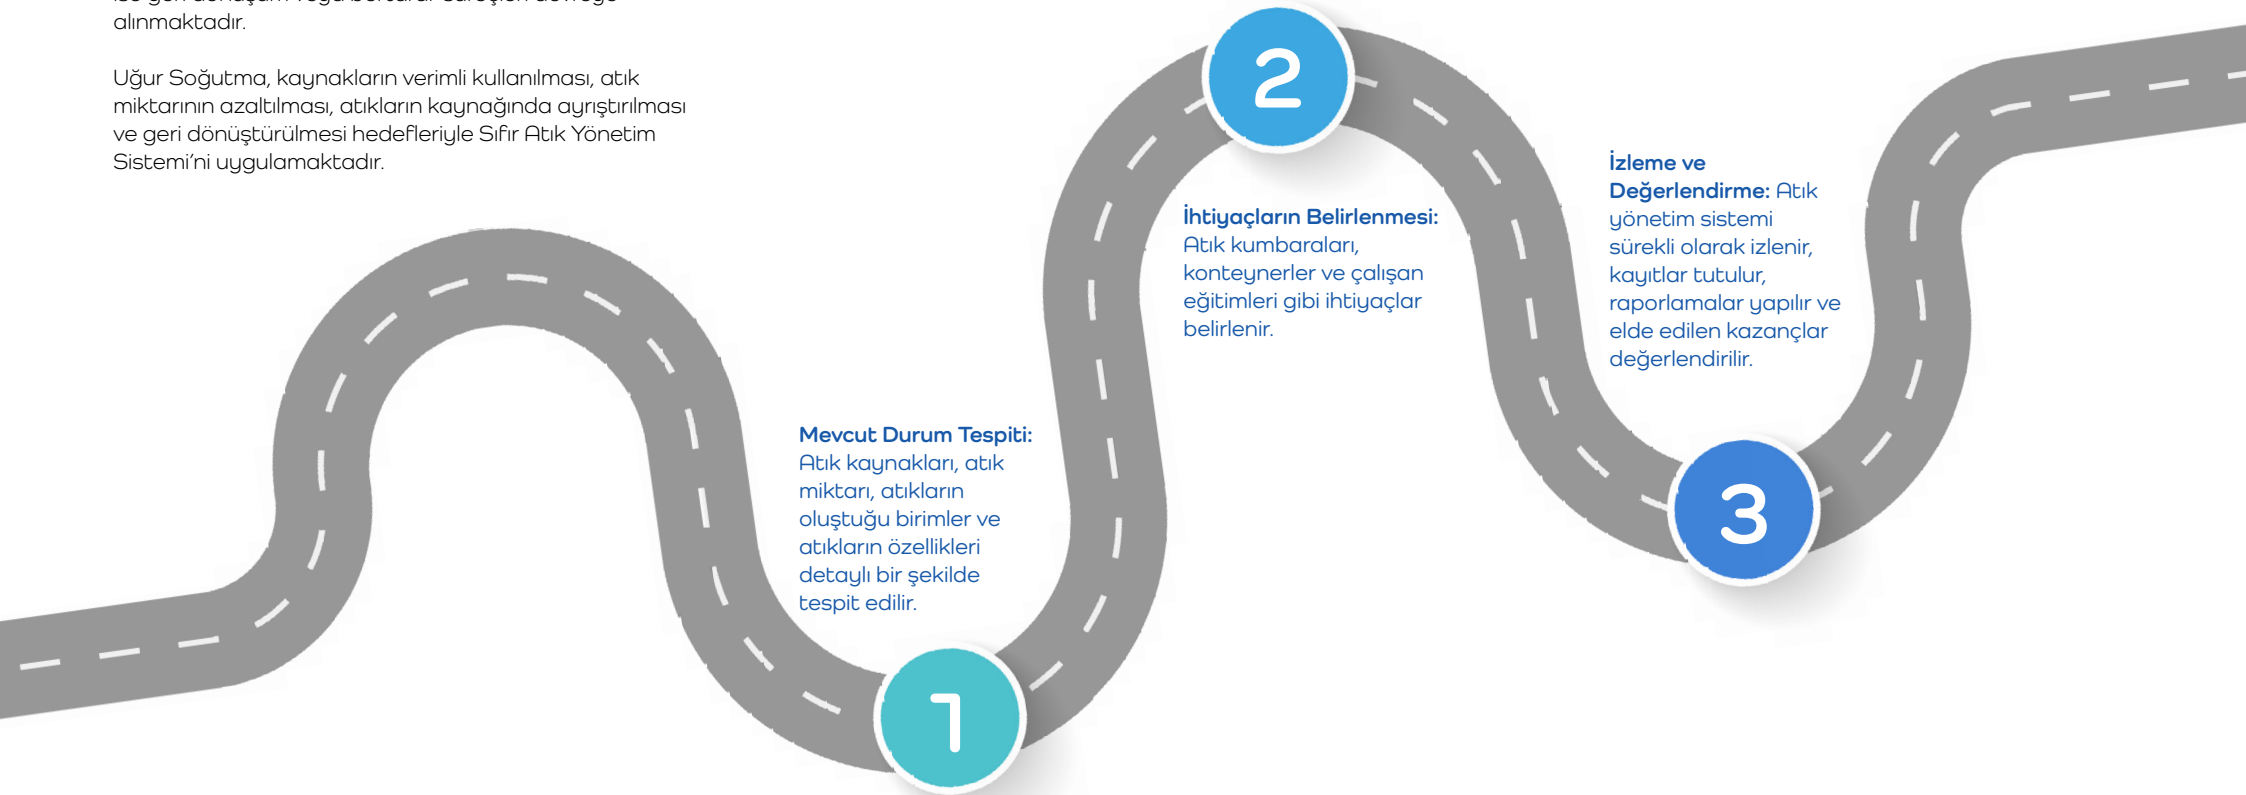 alınmaktadır.
Uğur Soğutma, kaynakların verimli kullanılması, atık
miktarının azaltılması, atıkların kaynağında ayrıştırılması
ve geri dönüştürülmesi hedefleriyle Sıfır Atık Yönetim
Sistemi’ni uygulamaktadır.
1
Mevcut Durum Tespiti:
Atık kaynakları, atık
miktarı, atıkların
oluştuğu birimler ve
atıkların özellikleri
detaylı bir şekilde
tespit edilir.
2
İhtiyaçların Belirlenmesi:
Atık kumbaraları,
konteynerler ve çalışan
eğitimleri gibi ihtiyaçlar
belirlenir.
3
İzleme ve
Değerlendirme: Atık
yönetim sistemi
sürekli olarak izlenir,
kayıtlar tutulur,
raporlamalar yapılır ve
elde edilen kazançlar
değerlendirilir.